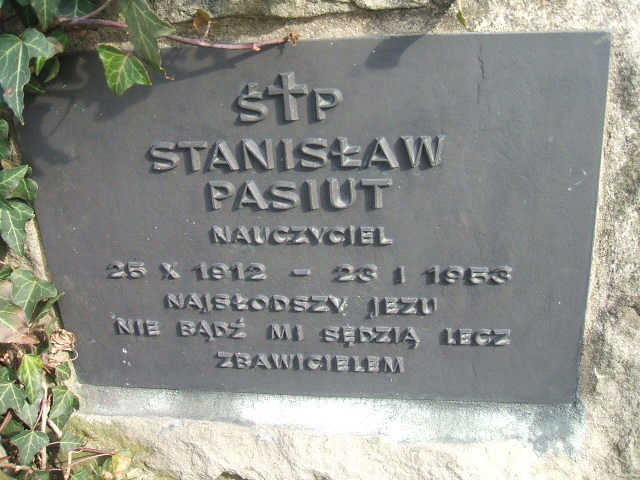 Ś✝P
STANISŁAW
PASIUT
NAUCZYCIEL
25 X 1912 - 23 I 1953
NAJSŁODSZY JEZU
NIE BĄDŹ MI SĘDZIĄ LECZ
ZBAWICIELEM